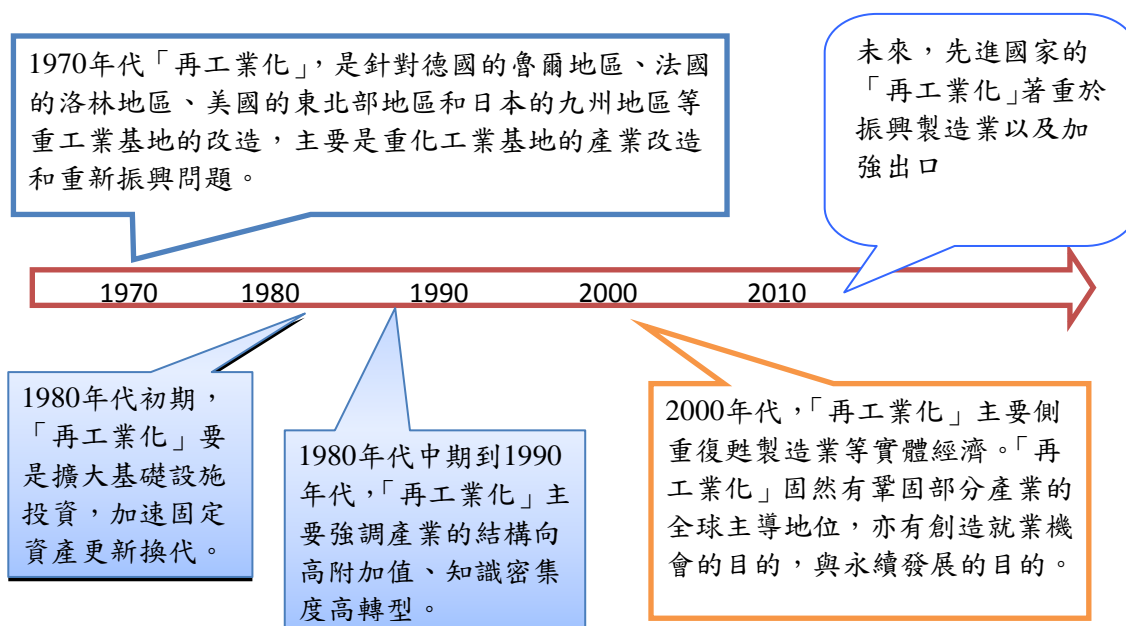 1970年代「再工業化」，是針對德國的魯爾地區、法國
的洛林地區、美國的東北部地區和日本的九州地區等
重工業基地的改造，主要是重化工業基地的產業改造
和重新振興問題。
未來，先進國家的
「再工業化」著重於
振興製造業以及加
強出口
1970 1980 1990 2000 2010
1980年代初期，
「再工業化」要
是擴大基礎設施
投資，加速固定
資產更新換代。
1980年代中期到1990
年代，「再工業化」主
要強調產業的結構向
高附加值、知識密集
度高轉型。
2000年代，「再工業化」主要側
重復甦製造業等實體經濟。「再
工業化」固然有鞏固部分產業的
全球主導地位，亦有創造就業機
會的目的，與永續發展的目的。